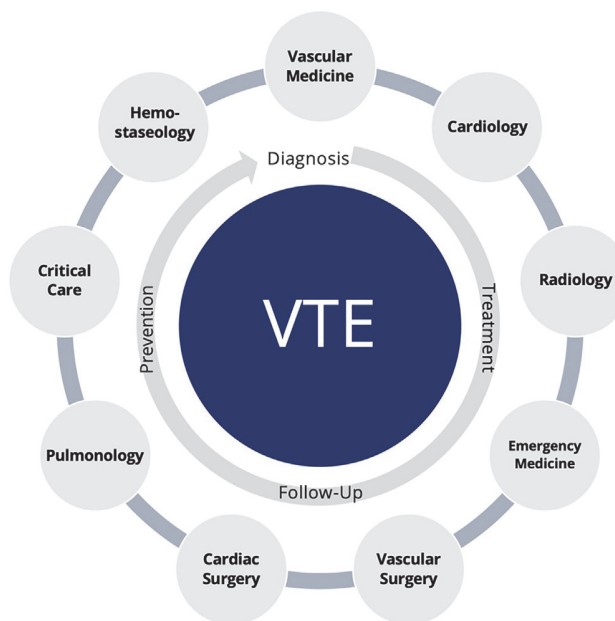 Vascular
Medicine
Hemo-
staseology
Cardiology
Diagnosis
Critical
Care
Radiology
Prevention
VTE
Treatment
Pulmonology
Emergency
Medicine
Follow-Up
Cardiac
Surgery
Vascular
Surgery